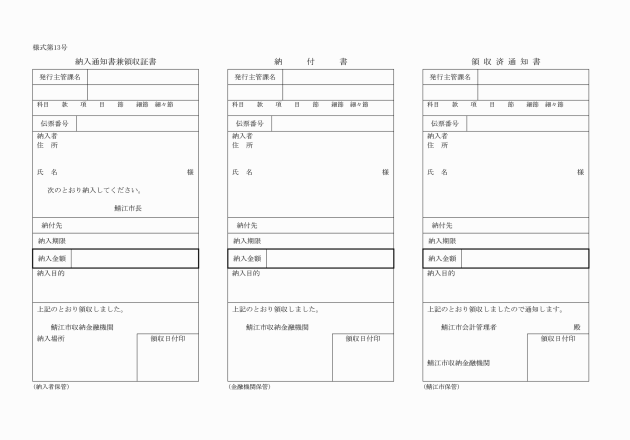 様式第13号
納入通知書兼領収証書
発行主管課名
科目 款 項 目 節 細節 細々節
伝票番号
納入者
住 所
氏 名 様
次のとおり納入してください。
鯖江市長
納付先
納入期限
納入金額
納入目的
上記のとおり領収しました。
鯖江市収納金融機関
納入場所 領収日付印
(納入者保管)
納 付 書
発行主管課名
科目 款 項 目 節 細節 細々節
伝票番号
納入者
住 所
氏 名 様
納付先
納入期限
納入金額
納入目的
上記のとおり領収しました。
鯖江市収納金融機関
領収日付印
(金融機関保管)
領 収 済 通 知 書
発行主管課名
科目 款 項 目 節 細節 細々節
伝票番号
納入者
住 所
氏 名 様
納付先
納入期限
納入金額
納入目的
上記のとおり領収しましたので通知します。
鯖江市会計管理者 殿
領収日付印
鯖江市収納金融機関
(鯖江市保管)